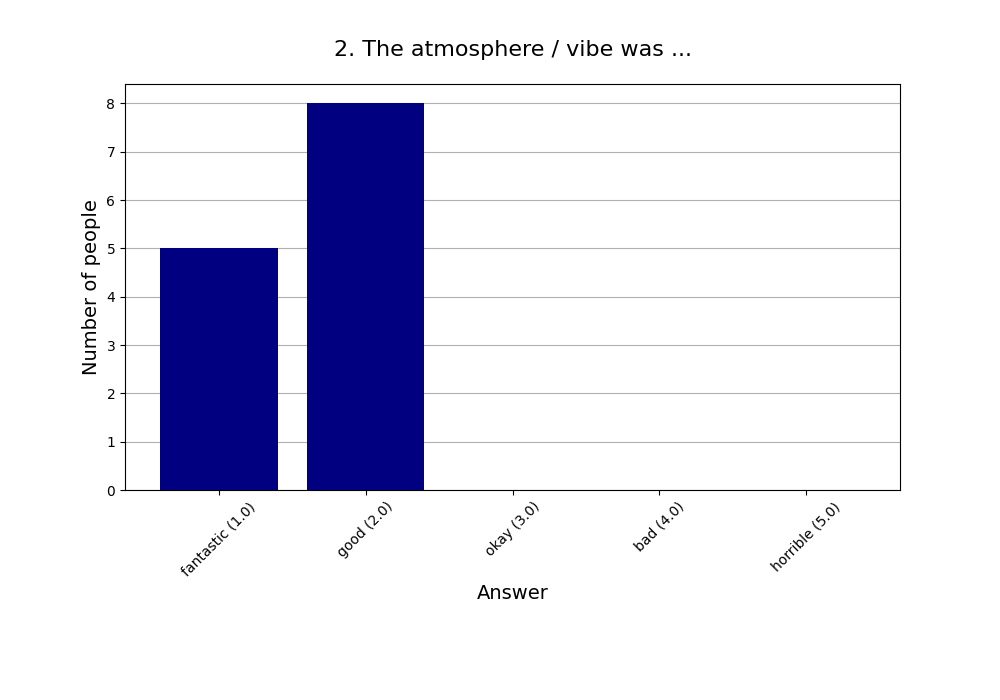 2. The atmosphere / vibe was ...
Number of people
8
7
6
5
4
3
2
1
0
fantastic (1.0)
good (2.0)
okay (3.0)
bad (4.0)
horrible (5.0)
Answer